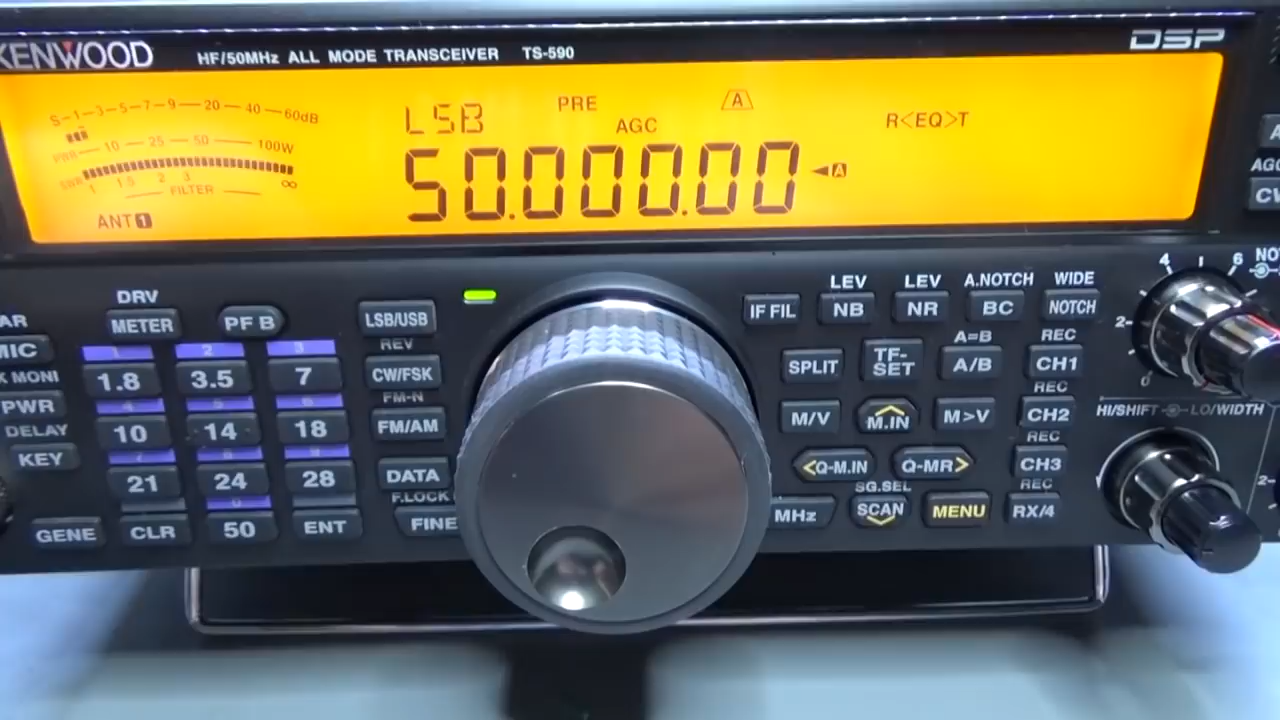 KENWOOD HF/50MHz ALL MODE TRANSCEIVER TS-590 DSP
S-1-3-5-7-9-20-40-60dB
PWR 10 25 50 100W
SWR 1 1.5 2 3 ∞
FILTER
ANT 1
LSB PRE A
AGC R<EQ>T
50.000.00 ◄A
DRV
METER PF B LSB/USB
MIC REV
1 2 3
1.8 3.5 7 CW/FSK
MONI FM-N
4 5 6
PWR 10 14 18 FM/AM
DELAY
7 8 9
KEY 21 24 28 DATA
0 F.LOCK
GENE CLR 50 ENT FINE
LEV LEV A.NOTCH WIDE
IF FIL NB NR BC NOTCH
A=B REC
SPLIT TF-SET A/B CH1
REC
M/V M.IN M>V CH2
REC
<Q-M.IN Q-MR> CH3
SG.SEL REC
MHz SCAN MENU RX/4
4 6
2
0
HI/SHIFT LO/WIDTH
2